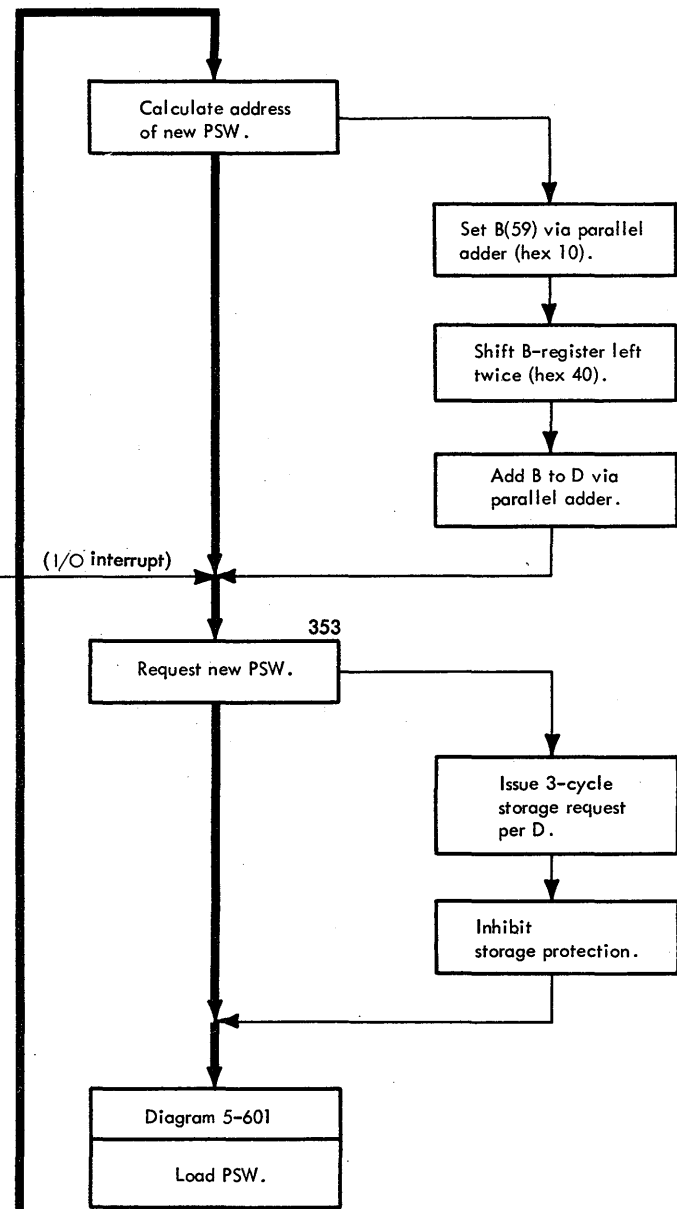 Calculate address
of new PSW.
Set B(59) via parallel
adder (hex 10).
Shift B-register left
twice (hex 40).
Add B to D via
parallel adder.
(I/O interrupt)
353
Request new PSW.
Issue 3-cycle
storage request
per D.
Inhibit
storage protection.
Diagram 5-601
Load PSW.